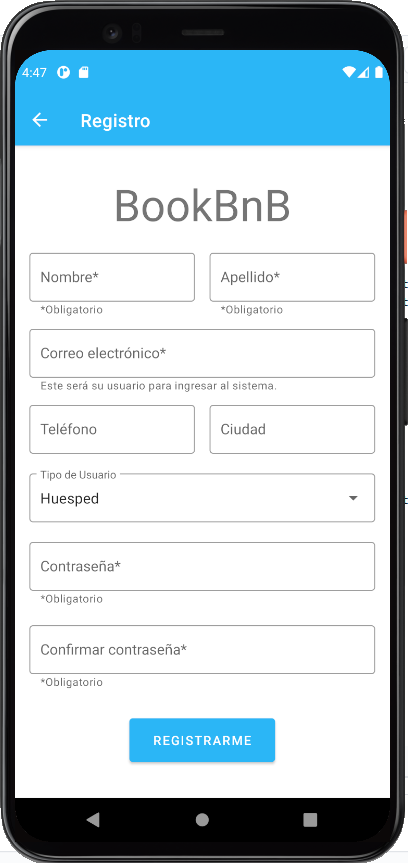 4:47
Registro
BookBnB
Nombre* Apellido*
*Obligatorio *Obligatorio
Correo electrónico*
Este será su usuario para ingresar al sistema.
Teléfono Ciudad
Tipo de Usuario
Huesped
Contraseña*
*Obligatorio
Confirmar contraseña*
*Obligatorio
REGISTRARME